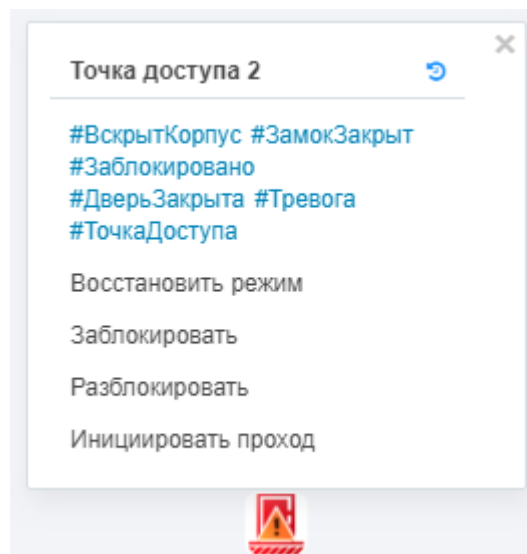 Точка доступа 2
#ВскрытКорпус #ЗамокЗакрыт
#Заблокировано
#ДверьЗакрыта #Тревога
#ТочкаДоступа
Восстановить режим
Заблокировать
Разблокировать
Инициировать проход